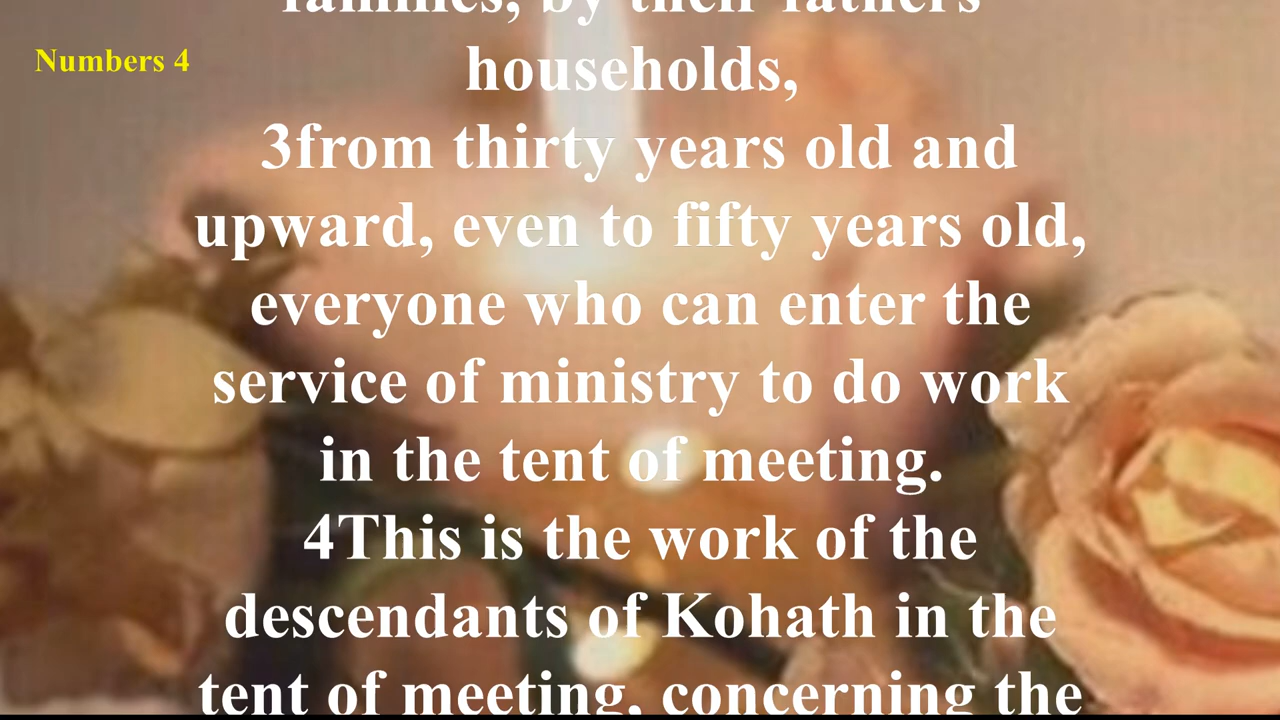 Numbers 4
families, by their fathers'
households,
3from thirty years old and
upward, even to fifty years old,
everyone who can enter the
service of ministry to do work
in the tent of meeting.
4This is the work of the
descendants of Kohath in the
tent of meeting, concerning the